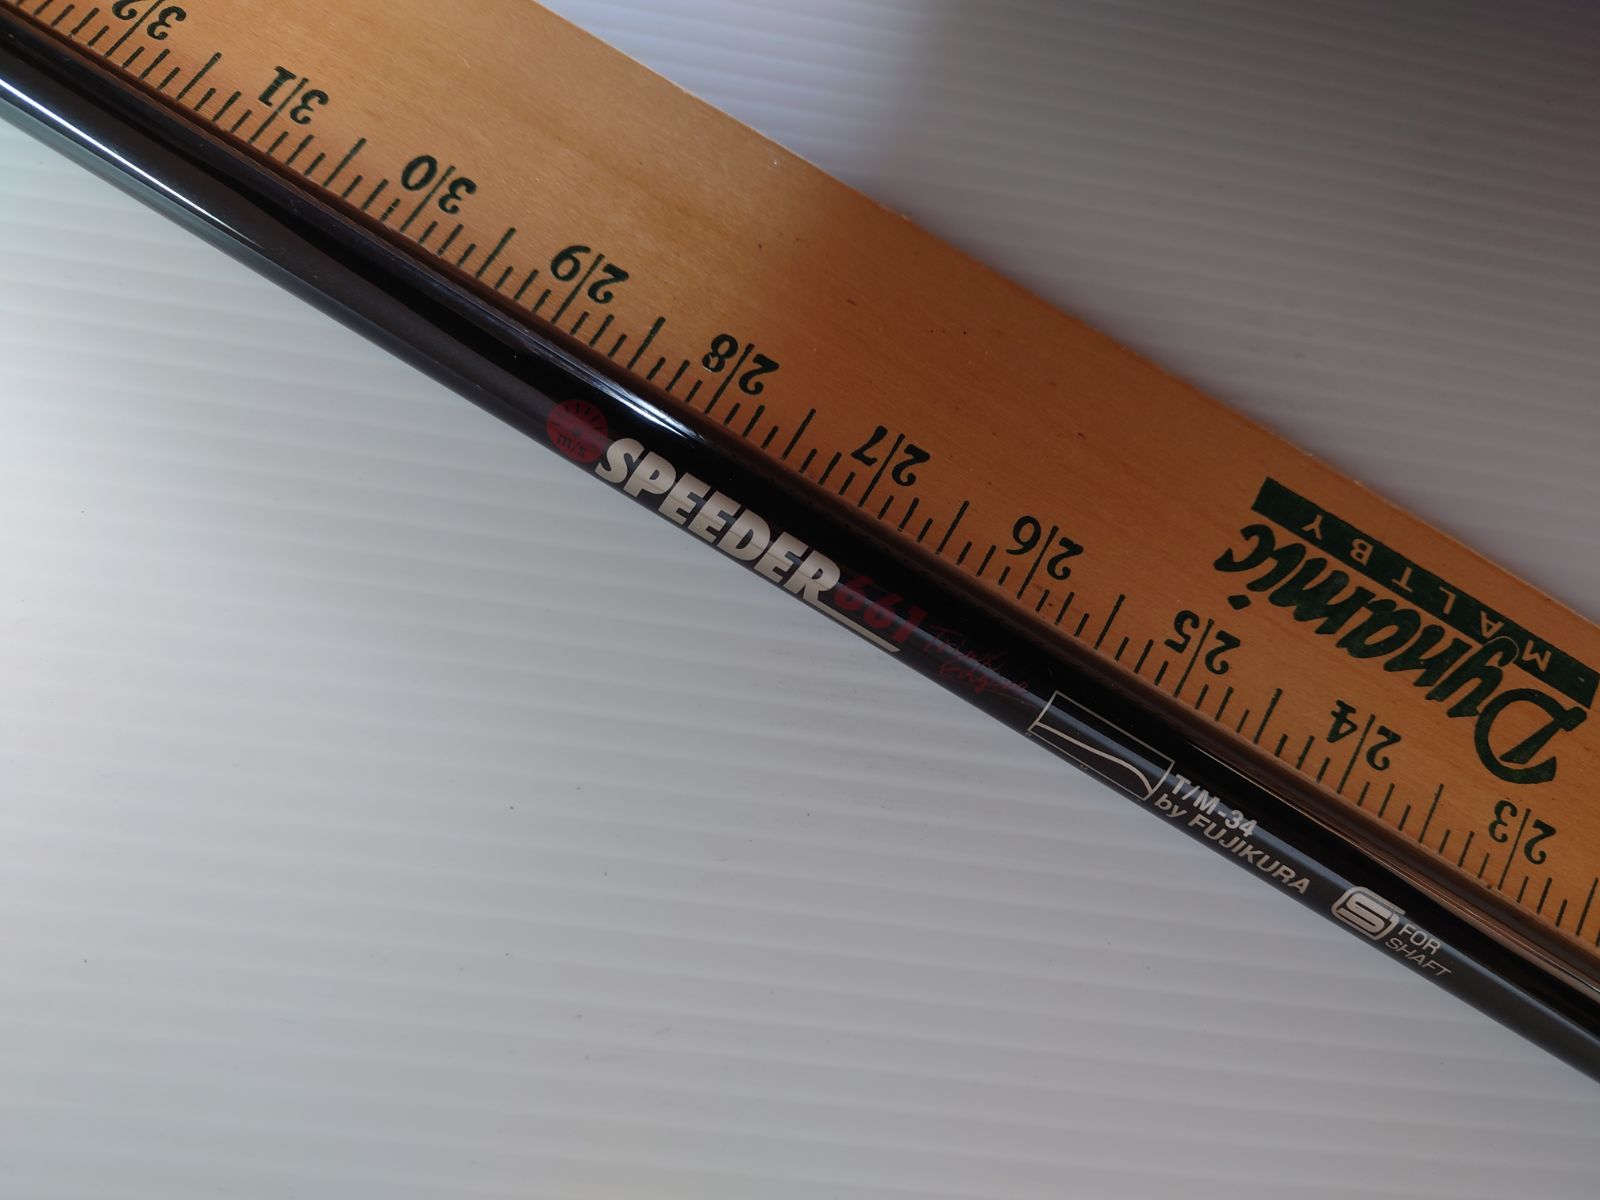 32
31
30
29
28
27
26
25
24
23
Dynamic
MALTBY
SPEEDER 661
T/M-34
by FUJIKURA
S FOR
SHAFT